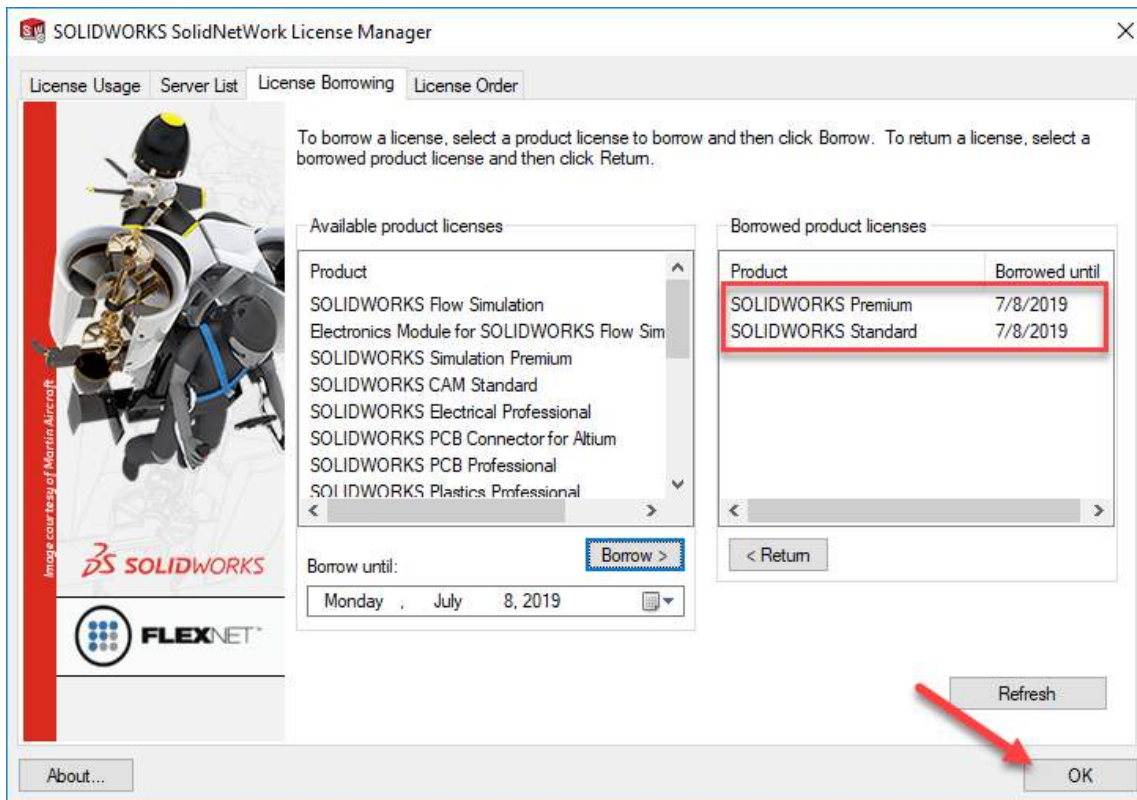 SOLIDWORKS SolidNetWork License Manager
License Usage
Server List
License Borrowing
License Order
To borrow a license, select a product license to borrow and then click Borrow. To return a license, select a
borrowed product license and then click Return.
Available product licenses
Product
SOLIDWORKS Flow Simulation
Electronics Module for SOLIDWORKS Flow Sim
SOLIDWORKS Simulation Premium
SOLIDWORKS CAM Standard
SOLIDWORKS Electrical Professional
SOLIDWORKS PCB Connector for Altium
SOLIDWORKS PCB Professional
SOLIDWORKS Plastics Professional
Borrow until:
Borrow >
Monday , July 8, 2019
Borrowed product licenses
Product Borrowed until
SOLIDWORKS Premium 7/8/2019
SOLIDWORKS Standard 7/8/2019
< Return
Image courtesy of Martin Aircraft
SOLIDWORKS
FLEXNET
Refresh
About...
OK